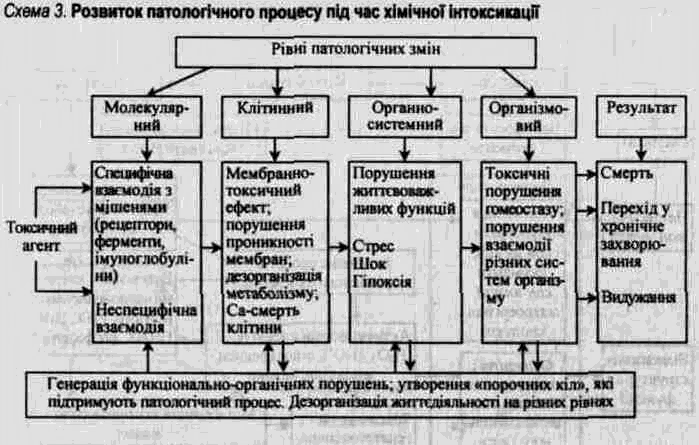 Схема 3. Розвиток патологічного процесу під час хімічної інтоксикації
Рівні патологічних змін
Молекуляр-
ний
Клітинний
Органно-
системний
Організмо-
вий
Результат
Токсичний
агент
Специфічна
взаємодія з
мішенями
(рецептори,
ферменти,
імуноглобулі-
ни)
Неспецифічна
взаємодія
Мембранно-
токсичний
ефект;
порушення
проникності
мембран;
дезорганізація
метаболізму;
Са-смерть
клітини
Порушення
життєвоваж-
ливих функцій
Стрес
Шок
Гіпоксія
Токсичні
порушення
гомеостазу;
порушення
взаємодії
різних сис-
тем організ-
му
Смерть
Перехід у
хронічне
захворю-
вання
Видужання
Генерація функціонально-органічних порушень; утворення «порочних кіл», які
підтримують патологічний процес. Дезорганізація життєдіяльності на різних рівнях